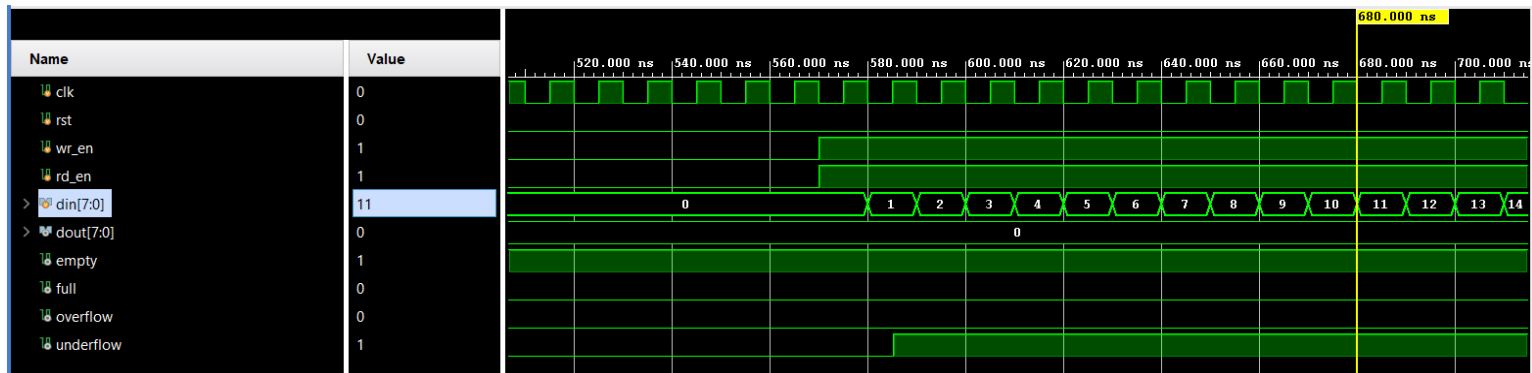 680.000 ns
Name Value
520.000 ns 540.000 ns 560.000 ns 580.000 ns 600.000 ns 620.000 ns 640.000 ns 660.000 ns 680.000 ns 700.000 ns
clk 0
rst 0
wr_en 1
rd_en 1
din[7:0] 11 0 1 2 3 4 5 6 7 8 9 10 11 12 13 14
dout[7:0] 0 0
empty 1
full 0
overflow 0
underflow 1